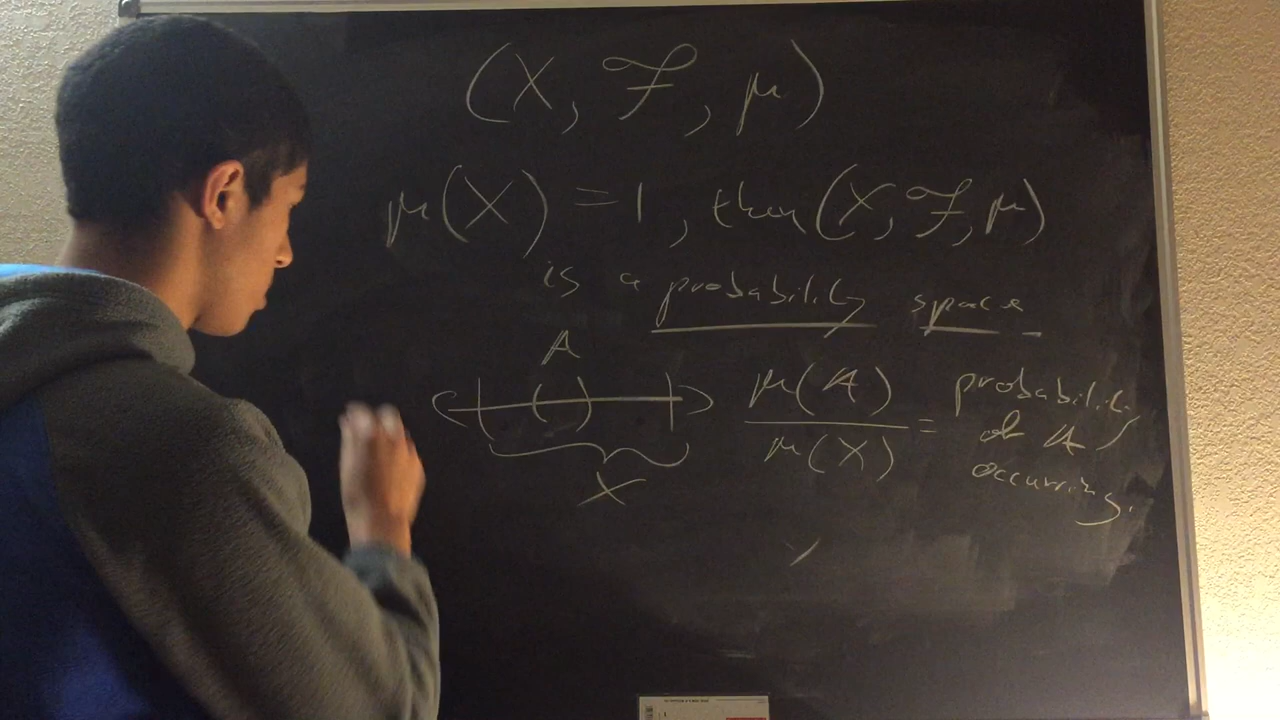 (X, ℱ, μ)
μ(X) = 1, then (X, ℱ, μ)
is a probability space
A
X
μ(A) / μ(X) = probability
of A
occurring.